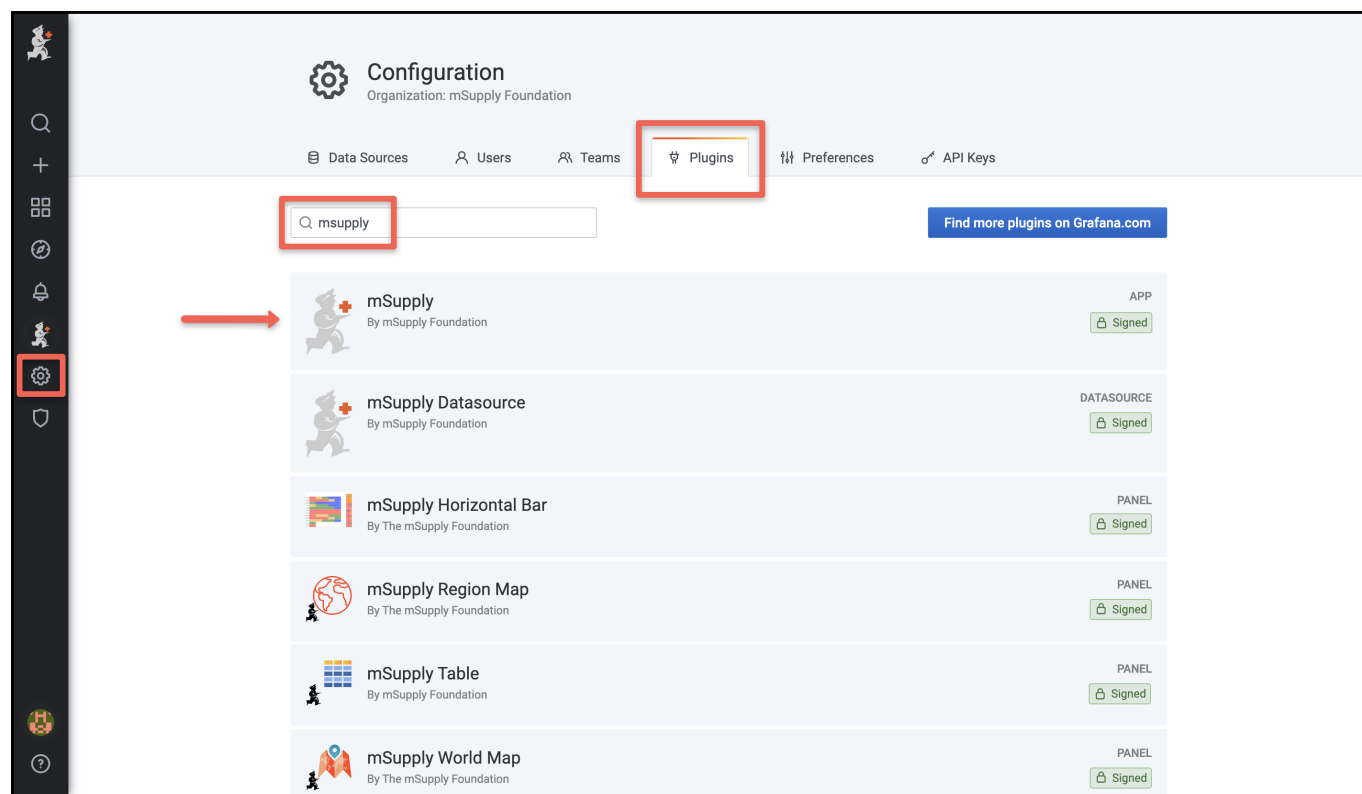 Configuration
Organization: mSupply Foundation
Data Sources Users Teams Plugins Preferences API Keys
msupply Find more plugins on Grafana.com
mSupply APP
By mSupply Foundation Signed
mSupply Datasource DATASOURCE
By mSupply Foundation Signed
mSupply Horizontal Bar PANEL
By The mSupply Foundation Signed
mSupply Region Map PANEL
By The mSupply Foundation Signed
mSupply Table PANEL
By mSupply Foundation Signed
mSupply World Map PANEL
By The mSupply Foundation Signed